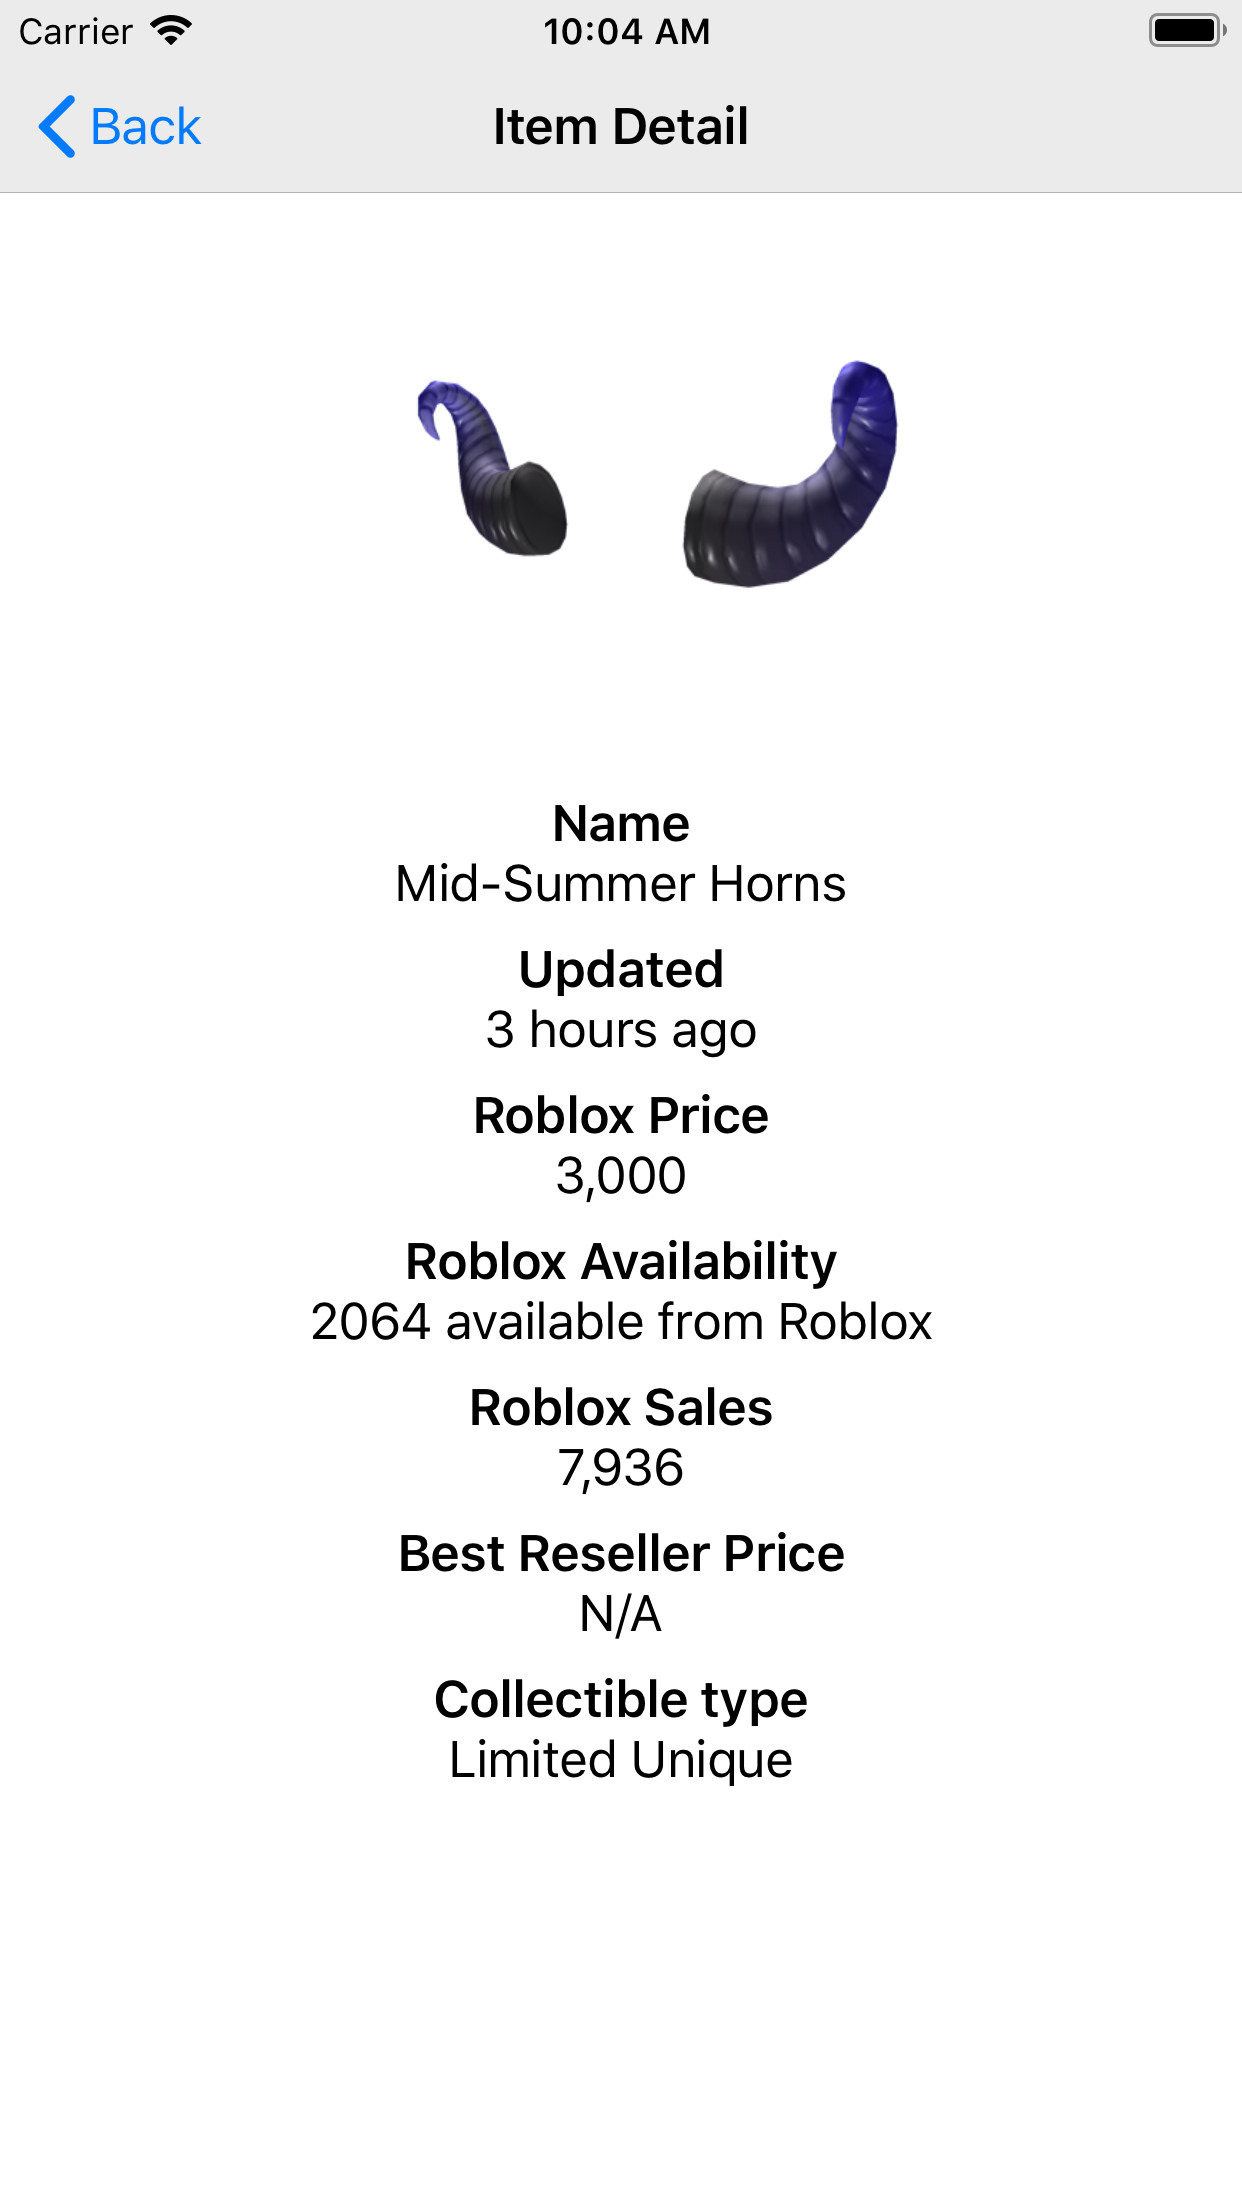 Carrier
10:04 AM
Back
Item Detail
Name
Mid-Summer Horns
Updated
3 hours ago
Roblox Price
3,000
Roblox Availability
2064 available from Roblox
Roblox Sales
7,936
Best Reseller Price
N/A
Collectible type
Limited Unique